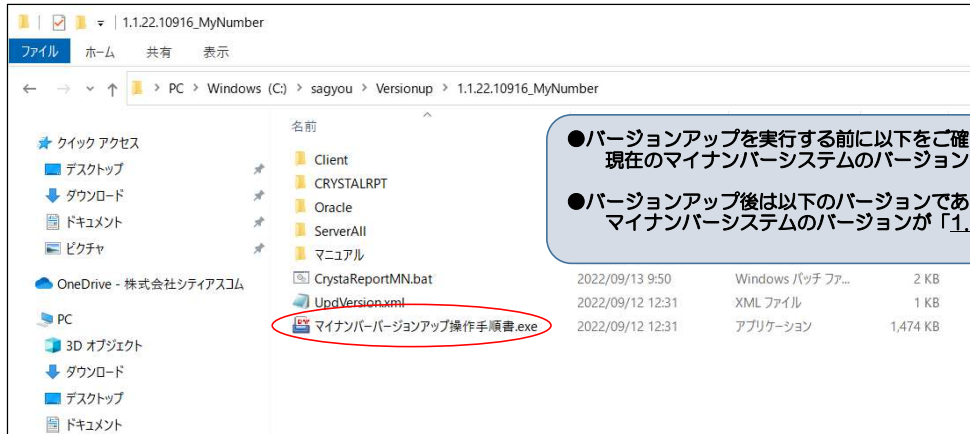 1.1.22.10916_MyNumber
ファイル ホーム 共有 表示
PC > Windows (C:) > sagyou > Versionup > 1.1.22.10916_MyNumber
名前
クイック アクセス
デスクトップ
ダウンロード
ドキュメント
ピクチャ
OneDrive - 株式会社シティアスコム
PC
3D オブジェクト
ダウンロード
デスクトップ
ドキュメント
Client
CRYSTALRPT
Oracle
ServerAll
マニュアル
CrystaReportMN.bat 2022/09/13 9:50 Windows バッチ ファ... 2 KB
UpdVersion.xml 2022/09/12 12:31 XML ファイル 1 KB
マイナンバーバージョンアップ操作手順書.exe 2022/09/12 12:31 アプリケーション 1,474 KB
●バージョンアップを実行する前に以下をご確
現在のマイナンバーシステムのバージョン
●バージョンアップ後は以下のバージョンであ
マイナンバーシステムのバージョンが「1.